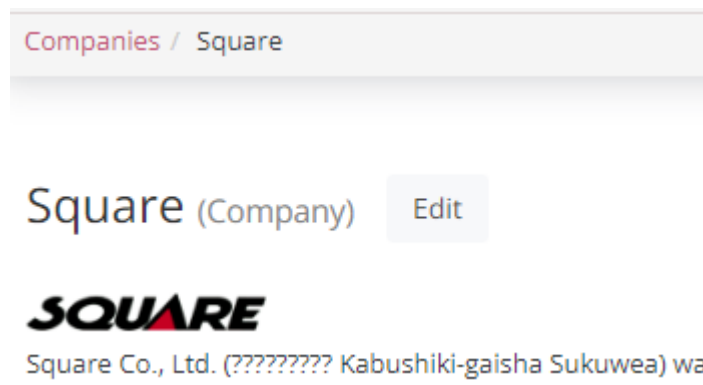 Companies / Square
Square (Company) Edit
SQUARE
Square Co., Ltd. (????????? Kabushiki-gaisha Sukuwea) wa